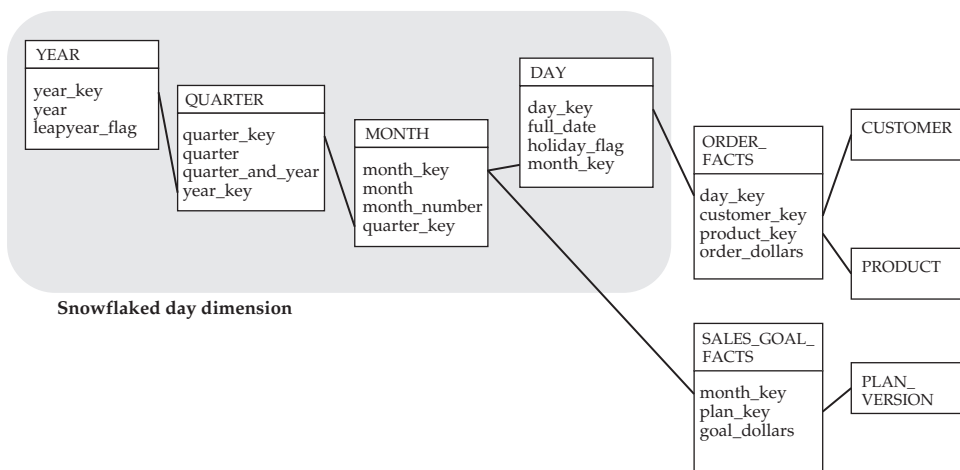 YEAR
year_key
year
leapyear_flag
QUARTER
quarter_key
quarter
quarter_and_year
year_key
MONTH
month_key
month
month_number
quarter_key
DAY
day_key
full_date
holiday_flag
month_key
ORDER_
FACTS
day_key
customer_key
product_key
order_dollars
CUSTOMER
PRODUCT
Snowflaked day dimension
SALES_GOAL_
FACTS
month_key
plan_key
goal_dollars
PLAN_
VERSION